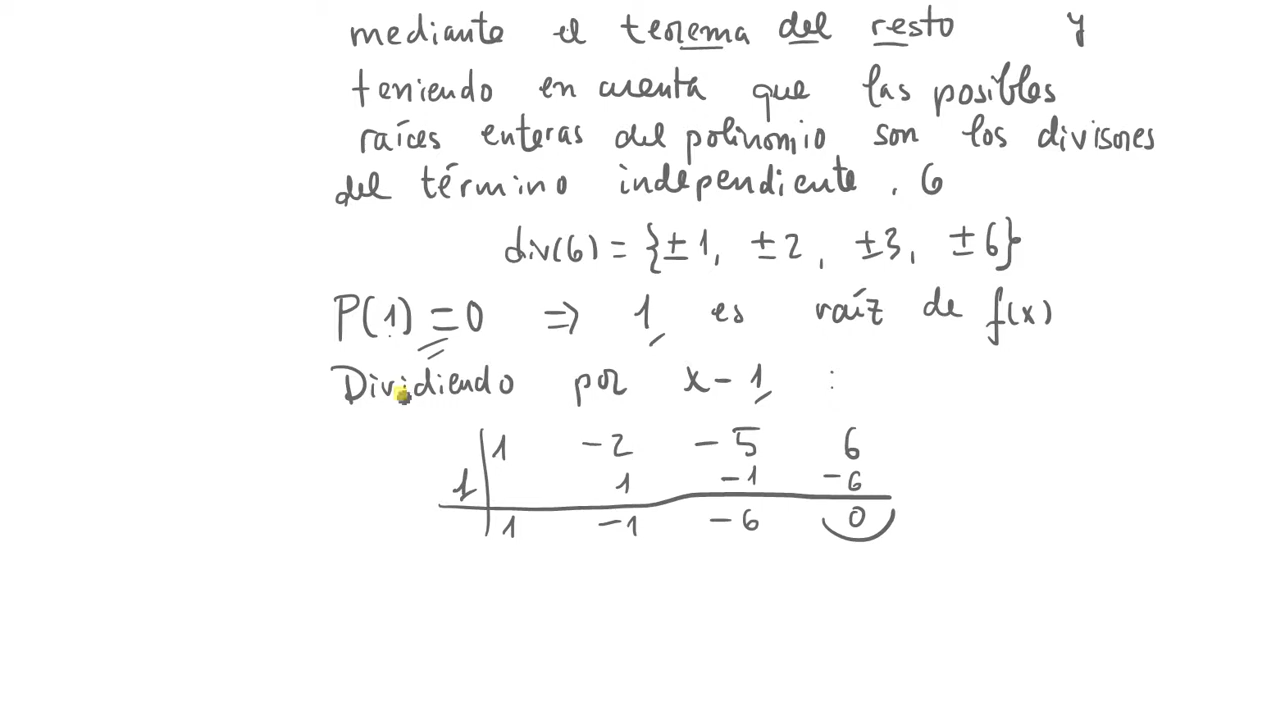 mediante el teorema del resto y
teniendo en cuenta que las posibles
raíces enteras del polinomio son los divisores
del término independiente, 6
div(6) = {±1, ±2, ±3, ±6}
P(1) = 0 ⇒ 1 es raíz de f(x)
Dividiendo por x - 1 :
1 -2 -5 6
1 1 -1 -6
1 -1 -6 0